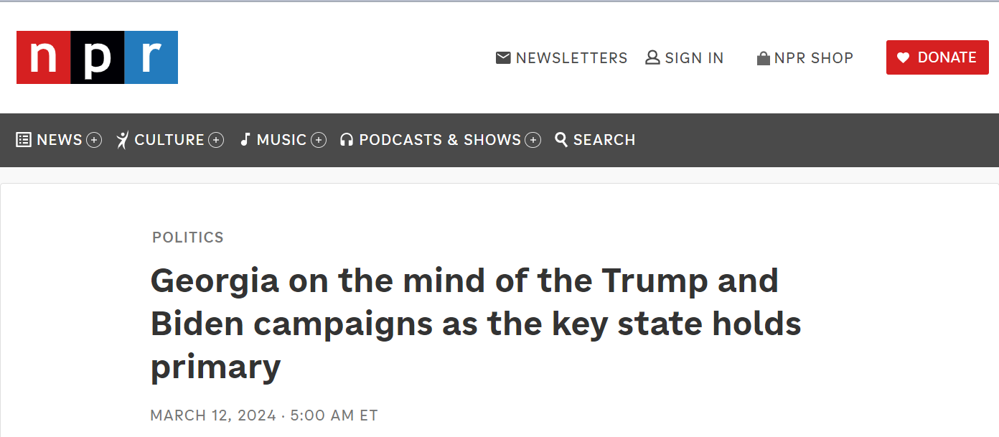 npr
NEWSLETTERS SIGN IN NPR SHOP DONATE
NEWS CULTURE MUSIC PODCASTS & SHOWS SEARCH
POLITICS
Georgia on the mind of the Trump and
Biden campaigns as the key state holds
primary
MARCH 12, 2024 · 5:00 AM ET